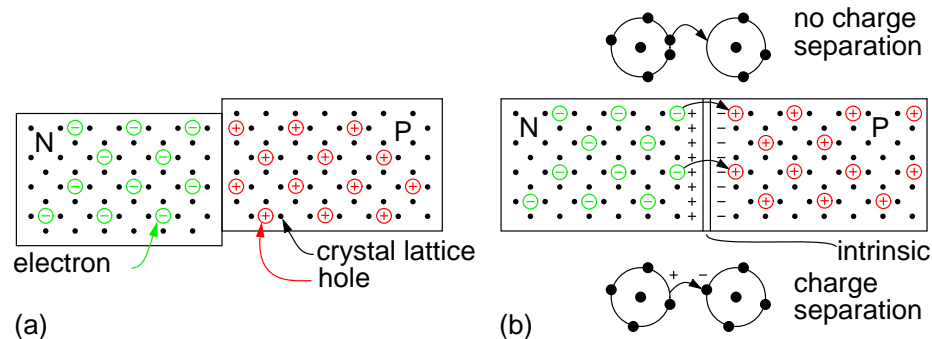 no charge
separation
N
P
N
P
electron
crystal lattice
hole
intrinsic
+ −
charge
separation
(a)
(b)